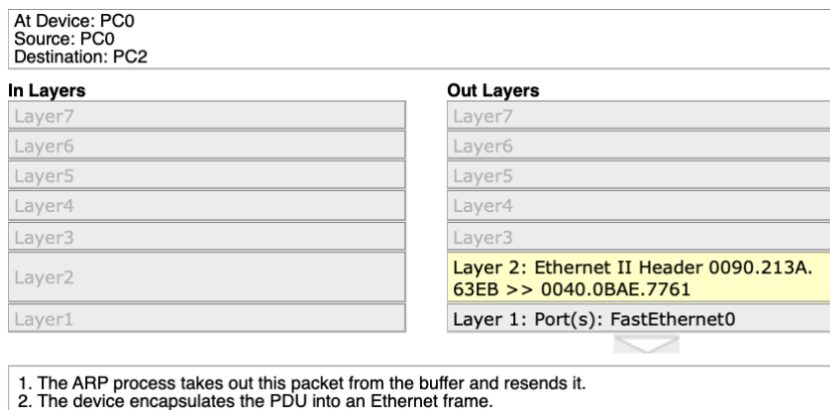 At Device: PC0
Source: PC0
Destination: PC2
In Layers
Layer7
Layer6
Layer5
Layer4
Layer3
Layer2
Layer1
Out Layers
Layer7
Layer6
Layer5
Layer4
Layer3
Layer 2: Ethernet II Header 0090.213A.
63EB >> 0040.0BAE.7761
Layer 1: Port(s): FastEthernet0
1. The ARP process takes out this packet from the buffer and resends it.
2. The device encapsulates the PDU into an Ethernet frame.